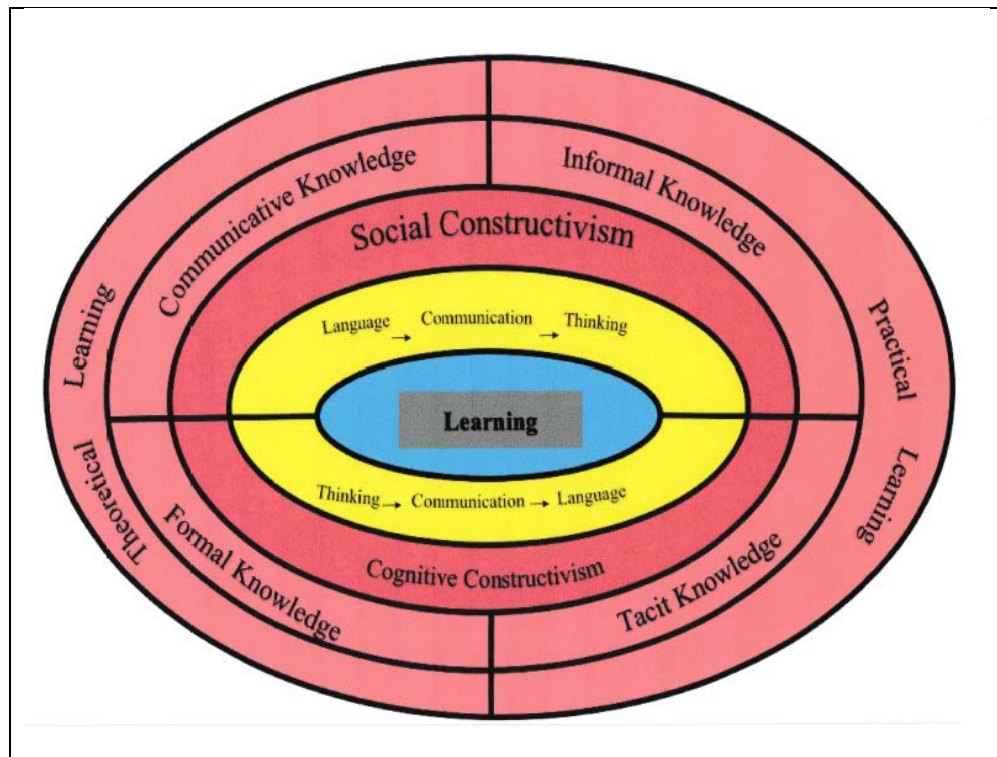 Communicative Knowledge
Informal Knowledge
Social Constructivism
Language → Communication → Thinking
Learning
Thinking → Communication → Language
Cognitive Constructivism
Formal Knowledge
Tacit Knowledge
Theoretical Learning
Practical Learning